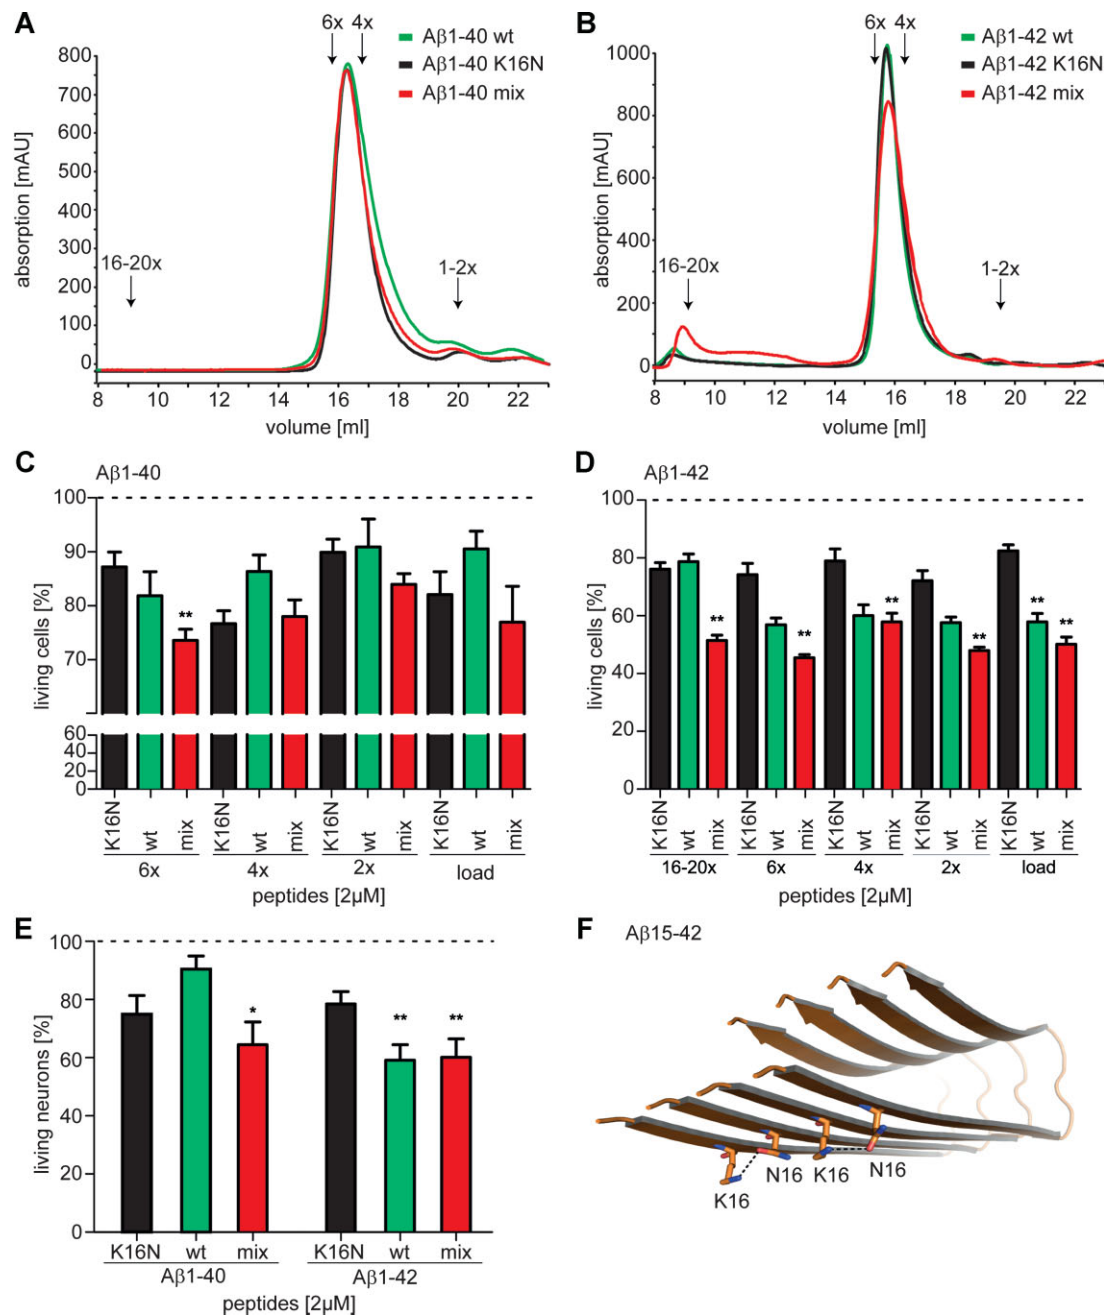 A
6x 4x
Aβ1-40 wt
Aβ1-40 K16N
Aβ1-40 mix
800
700
600
500
400
300
200
100
0
absorption [mAU]
16-20x
1-2x
8 10 12 14 16 18 20 22
volume [ml]
B
6x 4x
Aβ1-42 wt
Aβ1-42 K16N
Aβ1-42 mix
1000
800
600
400
200
0
absorption [mAU]
16-20x
1-2x
8 10 12 14 16 18 20 22
volume [ml]
C Aβ1-40
100
90
80
70
60
40
20
0
living cells [%]
**
K16N wt mix K16N wt mix K16N wt mix K16N wt mix
6x 4x 2x load
peptides [2µM]
D Aβ1-42
100
80
60
40
20
0
living cells [%]
** ** ** ** ** **
K16N wt mix K16N wt mix K16N wt mix K16N wt mix K16N wt mix
16-20x 6x 4x 2x load
peptides [2µM]
E
100
80
60
40
20
0
living neurons [%]
* ** **
K16N wt mix K16N wt mix
Aβ1-40 Aβ1-42
peptides [2µM]
F Aβ15-42
K16 N16 K16 N16